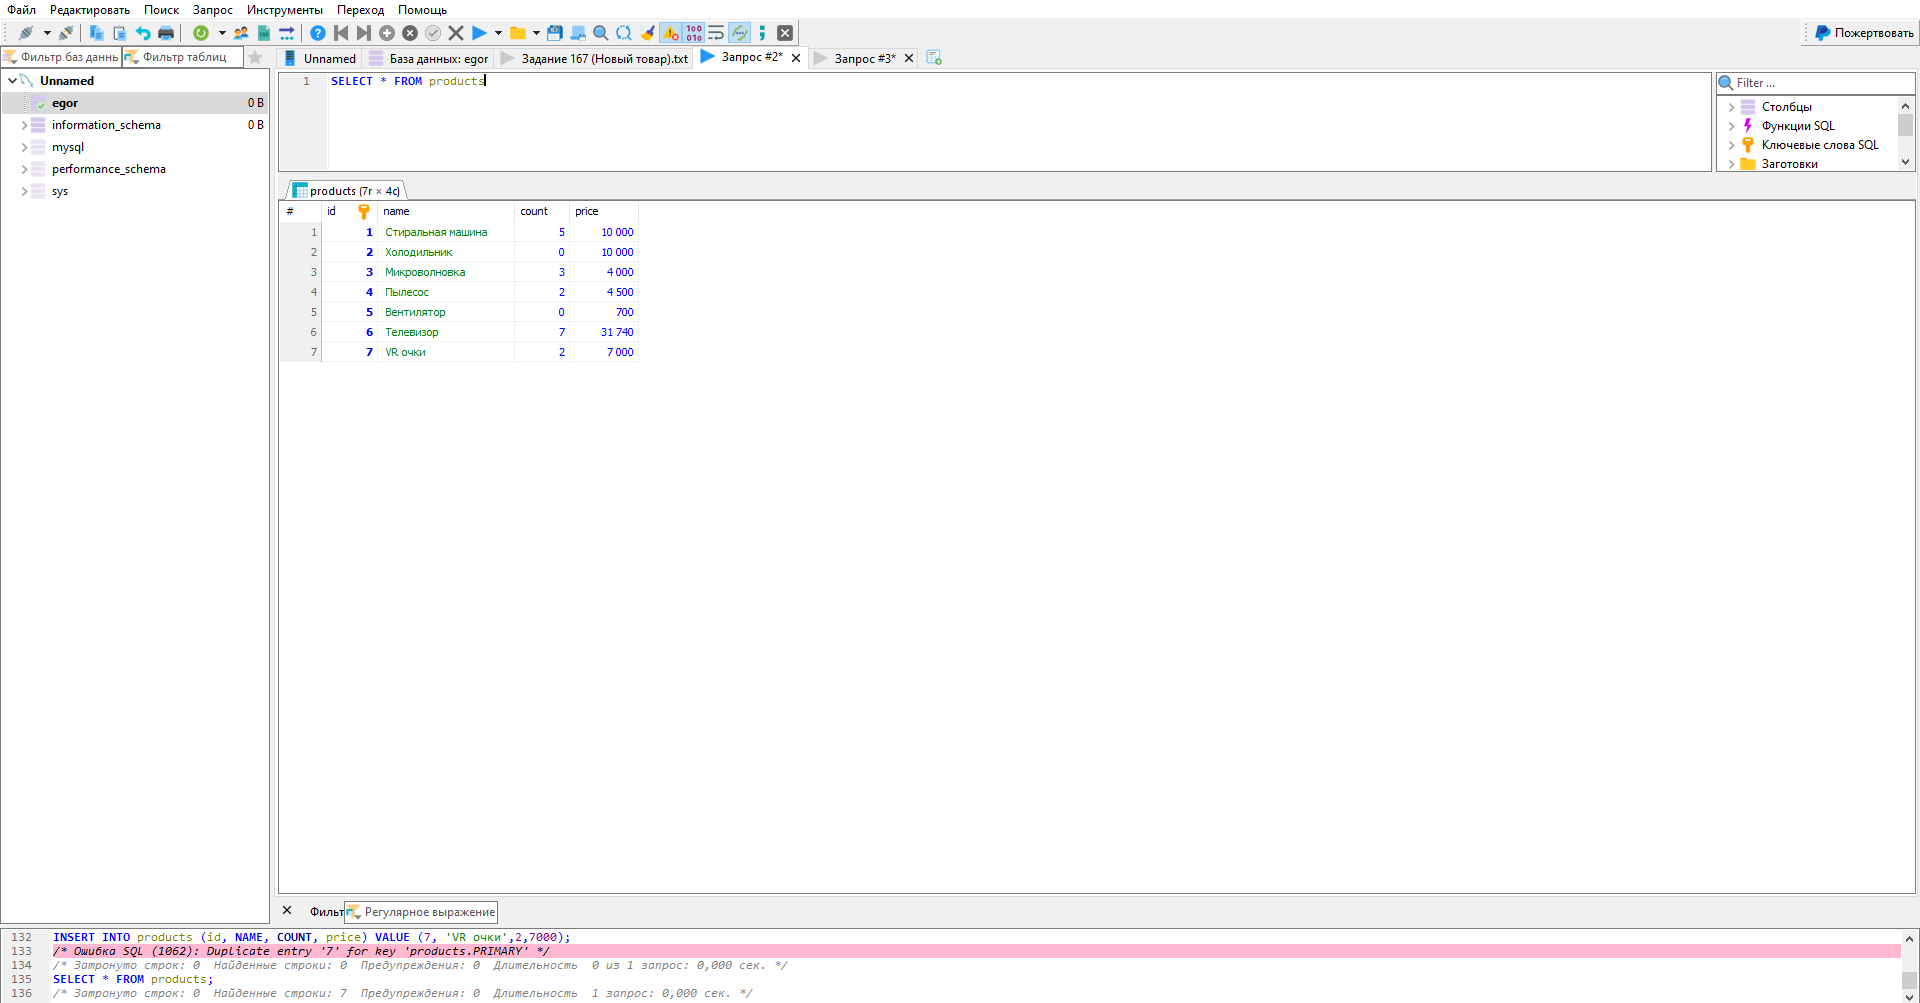 Файл Редактировать Поиск Запрос Инструменты Переход Помощь
Пожертвовать
Фильтр баз даннь Фильтр таблиц
Unnamed База данных: egor Задание 167 (Новый товар).txt Запрос #2* Запрос #3*
Unnamed
egor 0 B
information_schema 0 B
mysql
performance_schema
sys
1 SELECT * FROM products
Filter ...
Столбцы
Функции SQL
Ключевые слова SQL
Заготовки
products (7r × 4c)
# id name count price
1 1 Стиральная машина 5 10 000
2 2 Холодильник 0 10 000
3 3 Микроволновка 3 4 000
4 4 Пылесос 2 4 500
5 5 Вентилятор 0 700
6 6 Телевизор 7 31 740
7 7 VR очки 2 7 000
Фильт Регулярное выражение
132 INSERT INTO products (id, NAME, COUNT, price) VALUE (7, 'VR очки',2,7000);
133 /* Ошибка SQL (1062): Duplicate entry '7' for key 'products.PRIMARY' */
134 /* Затронуто строк: 0 Найденные строки: 0 Предупреждения: 0 Длительность 0 из 1 запрос: 0,000 сек. */
135 SELECT * FROM products;
136 /* Затронуто строк: 0 Найденные строки: 7 Предупреждения: 0 Длительность 1 запрос: 0,000 сек. */